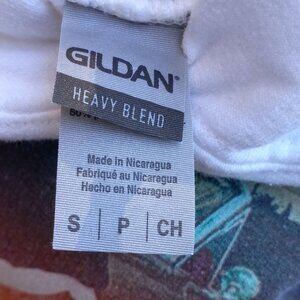 GILDAN
HEAVY BLEND
Made in Nicaragua
Fabriqué au Nicaragua
Hecho en Nicaragua
S | P | CH